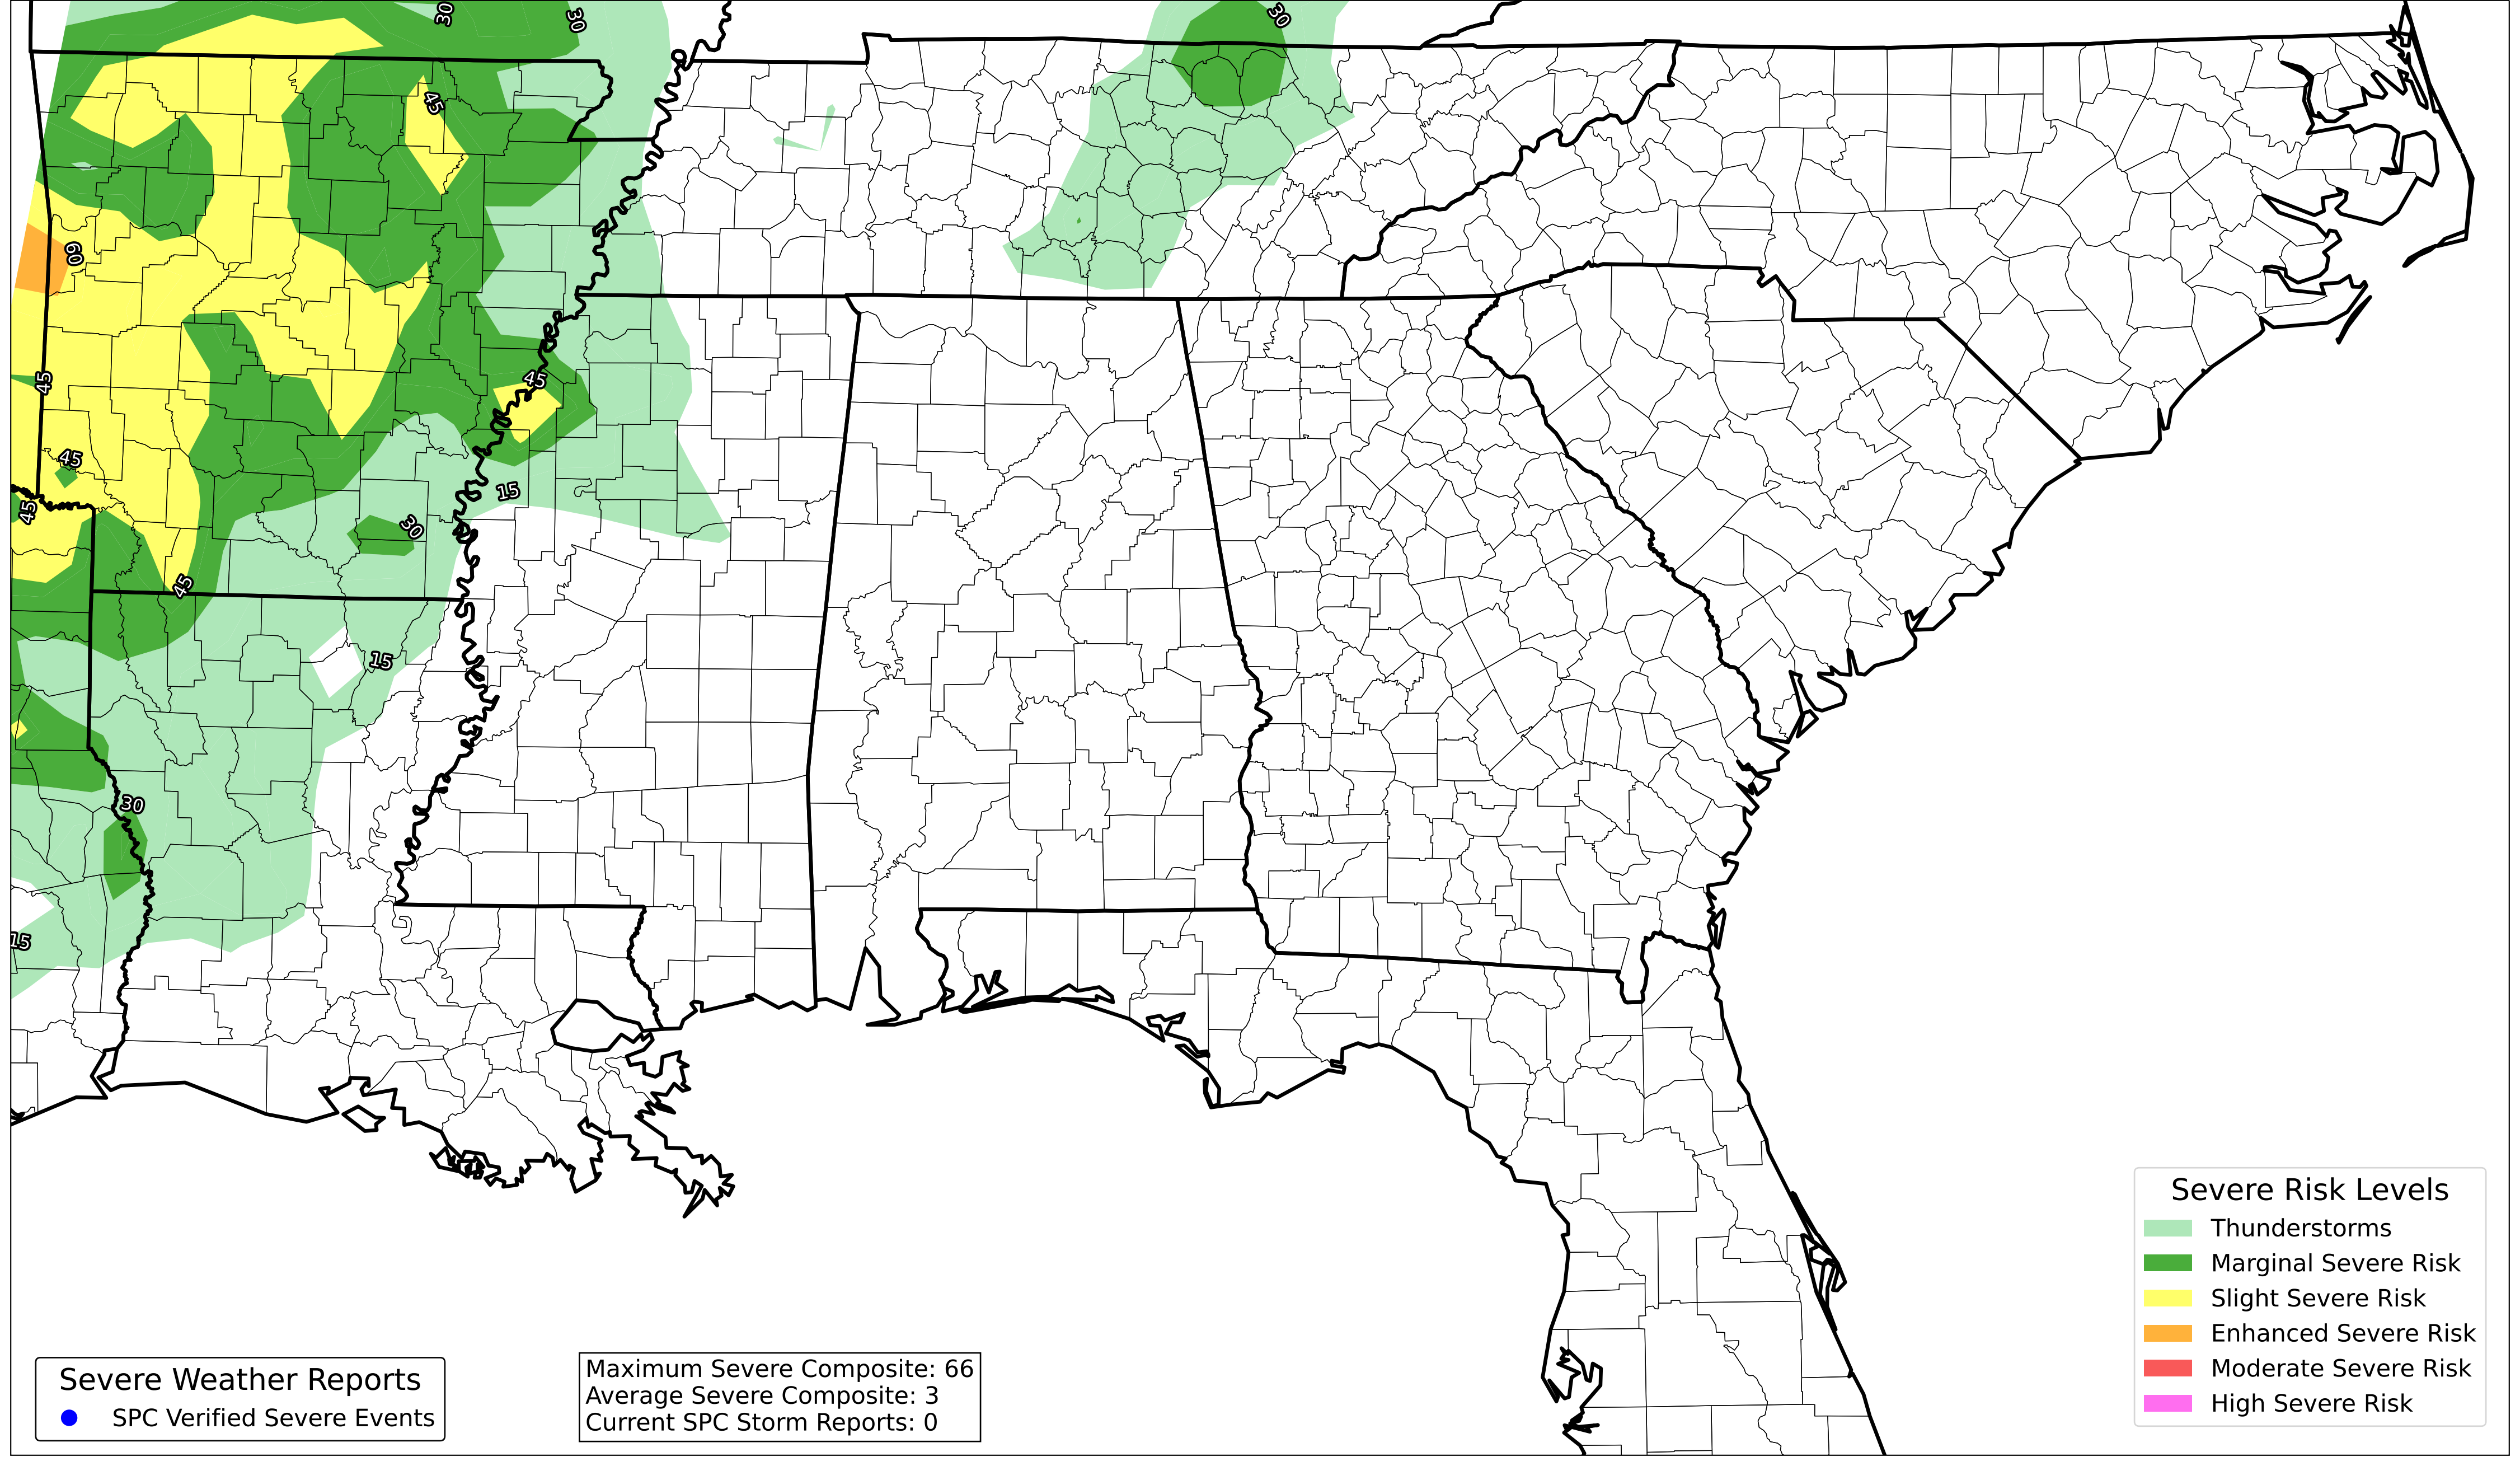 30
30
30
45
60
45
45
45
15
45
30
45
15
30
15
Severe Risk Levels
Thunderstorms
Marginal Severe Risk
Slight Severe Risk
Enhanced Severe Risk
Moderate Severe Risk
High Severe Risk
Severe Weather Reports
SPC Verified Severe Events
Maximum Severe Composite: 66
Average Severe Composite: 3
Current SPC Storm Reports: 0